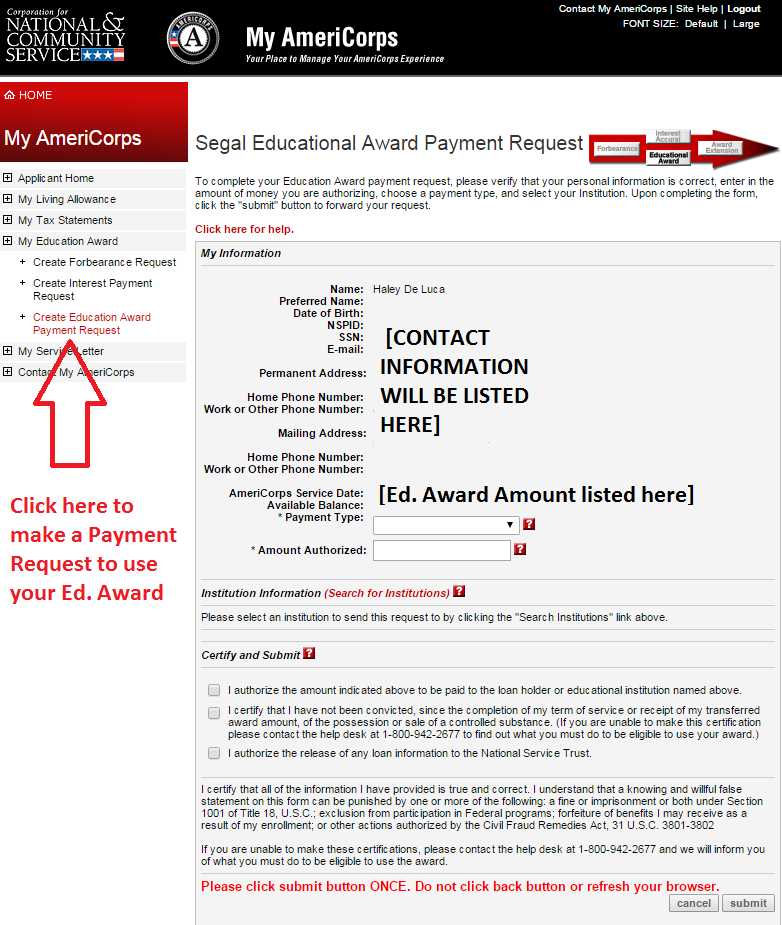 Corporation for
NATIONAL &
COMMUNITY
SERVICE
AMERICORPS
A
My AmeriCorps
Your Place to Manage Your AmeriCorps Experience
Contact My AmeriCorps | Site Help | Logout
FONT SIZE: Default | Large
HOME
My AmeriCorps
Applicant Home
My Living Allowance
My Tax Statements
My Education Award
Create Forbearance Request
Create Interest Payment
Request
Create Education Award
Payment Request
My Service Letter
Contact My AmeriCorps
Click here to
make a Payment
Request to use
your Ed. Award
Segal Educational Award Payment Request
Forbearance
Interest
Accrual
Educational
Award
Award
Extension
To complete your Education Award payment request, please verify that your personal information is correct, enter in the
amount of money you are authorizing, choose a payment type, and select your Institution. Upon completing the form,
click the "submit" button to forward your request.
Click here for help.
My Information
Name: Haley De Luca
Preferred Name:
Date of Birth:
NSPID:
SSN:
E-mail:
Permanent Address:
Home Phone Number:
Work or Other Phone Number:
Mailing Address:
Home Phone Number:
Work or Other Phone Number:
[CONTACT
INFORMATION
WILL BE LISTED
HERE]
AmeriCorps Service Date:
Available Balance:
[Ed. Award Amount listed here]
* Payment Type: ?
* Amount Authorized: ?
Institution Information (Search for Institutions) ?
Please select an institution to send this request to by clicking the "Search Institutions" link above.
Certify and Submit ?
I authorize the amount indicated above to be paid to the loan holder or educational institution named above.
I certify that I have not been convicted, since the completion of my term of service or receipt of my transferred
award amount, of the possession or sale of a controlled substance. (If you are unable to make this certification
please contact the help desk at 1-800-942-2677 to find out what you must do to be eligible to use your award.)
I authorize the release of any loan information to the National Service Trust.
I certify that all of the information I have provided is true and correct. I understand that a knowing and willful false
statement on this form can be punished by one or more of the following: a fine or imprisonment or both under Section
1001 of Title 18, U.S.C.; exclusion from participation in Federal programs; forfeiture of benefits I may receive as a
result of my enrollment; or other actions authorized by the Civil Fraud Remedies Act, 31 U.S.C. 3801-3802
If you are unable to make these certifications, please contact the help desk at 1-800-942-2677 and we will inform you
of what you must do to be eligible to use the award.
Please click submit button ONCE. Do not click back button or refresh your browser.
cancel submit